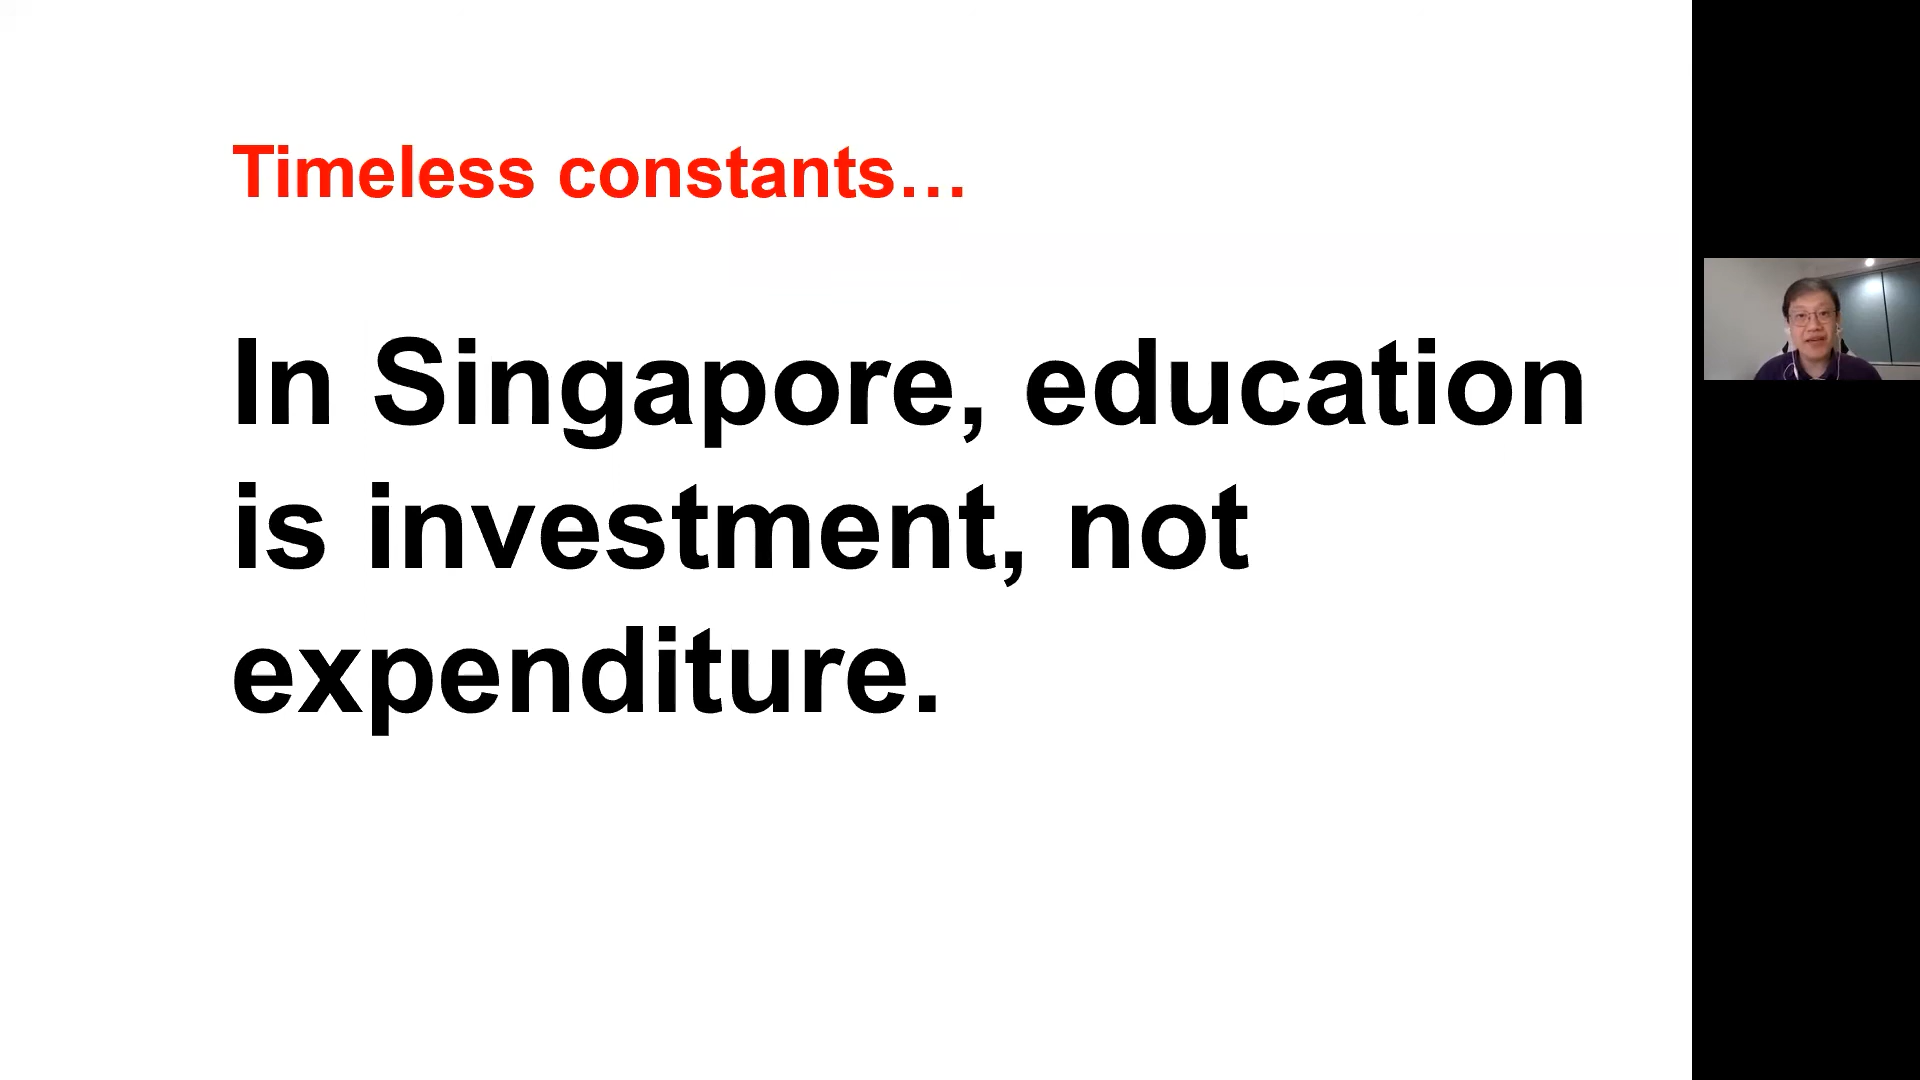 Timeless constants…
In Singapore, education
is investment, not
expenditure.